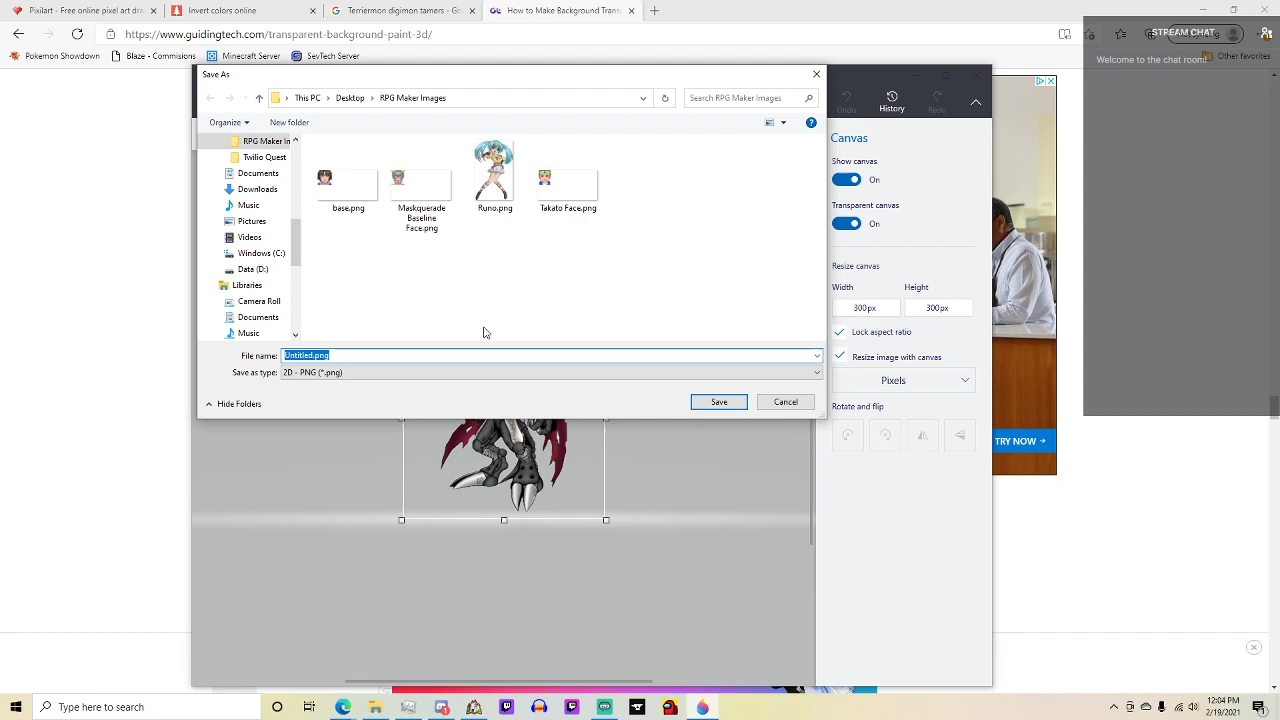 Pixilart - Free online pixel art dra
Invert colors
Teriermon digimon tamers - Go
How to Make Background Trans
https://www.guidingtech.com/transparent-background-paint-3d/
Pokemon Showdown
Blaze - Comissions
Minecraft Server
SevTech Server
Other favorites
STREAM CHAT
Welcome to the chat room!
Save As
This PC > Desktop > RPG Maker Images
Search RPG Maker Images
Organize
New folder
RPG Maker Im
Twilio Quest
Documents
Downloads
Music
Pictures
Videos
Windows (C:)
Data (D:)
Libraries
Camera Roll
Documents
Music
base.png
Maskquerade
Baseline
Face.png
Runo.png
Takato Face.png
File name: Untitled.png
Save as type: 2D - PNG (*.png)
Hide Folders
Save
Cancel
Undo
History
Redo
Canvas
Show canvas
On
Transparent canvas
On
Resize canvas
Width
Height
300px
300px
Lock aspect ratio
Resize image with canvas
Pixels
Rotate and flip
TRY NOW
Type here to search
12:04 PM
2/19/2021